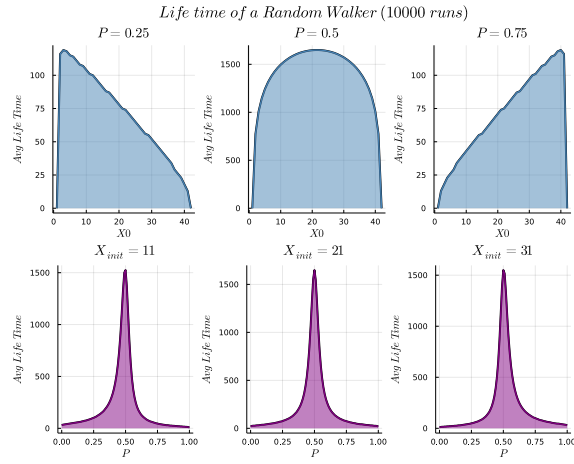 Life time of a Random Walker (10000 runs)
P = 0.25
P = 0.5
P = 0.75
Avg Life Time
100
75
50
25
0
0 10 20 30 40
X0
Avg Life Time
1500
1000
500
0
0 10 20 30 40
X0
Avg Life Time
100
75
50
25
0
0 10 20 30 40
X0
X_init = 11
X_init = 21
X_init = 31
Avg Life Time
1500
1000
500
0
0.00 0.25 0.50 0.75 1.00
P
Avg Life Time
1500
1000
500
0
0.00 0.25 0.50 0.75 1.00
P
Avg Life Time
1500
1000
500
0
0.00 0.25 0.50 0.75 1.00
P